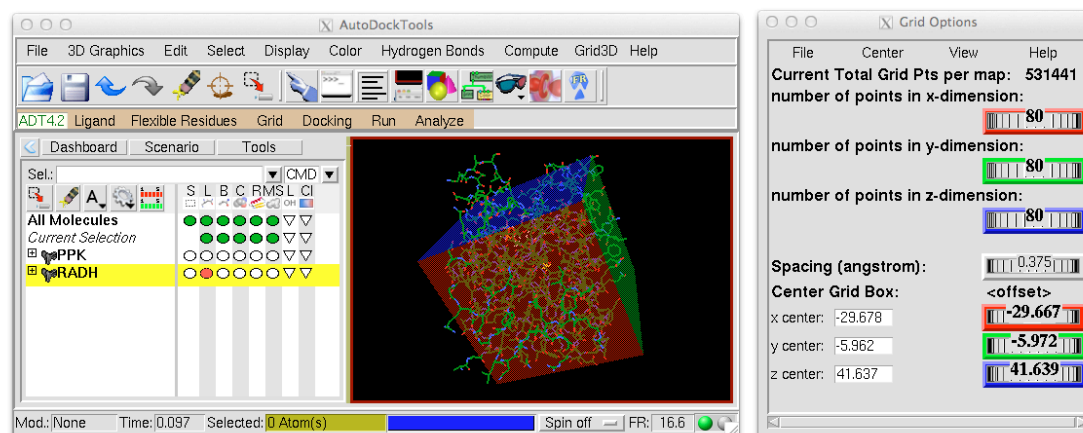 AutoDockTools
File 3D Graphics Edit Select Display Color Hydrogen Bonds Compute Grid3D Help
ADT4.2 Ligand Flexible Residues Grid Docking Run Analyze
Dashboard Scenario Tools
Sel.: CMD
S L B C R M S L Cl
All Molecules
Current Selection
PPK
RADH
Mod.: None Time: 0.097 Selected: 0 Atom(s) Spin off FR: 16.6
Grid Options
File Center View Help
Current Total Grid Pts per map: 531441
number of points in x-dimension:
80
number of points in y-dimension:
80
number of points in z-dimension:
80
Spacing (angstrom): 0.375
Center Grid Box: <offset>
x center: -29.678 -29.667
y center: -5.962 -5.972
z center: 41.637 41.639